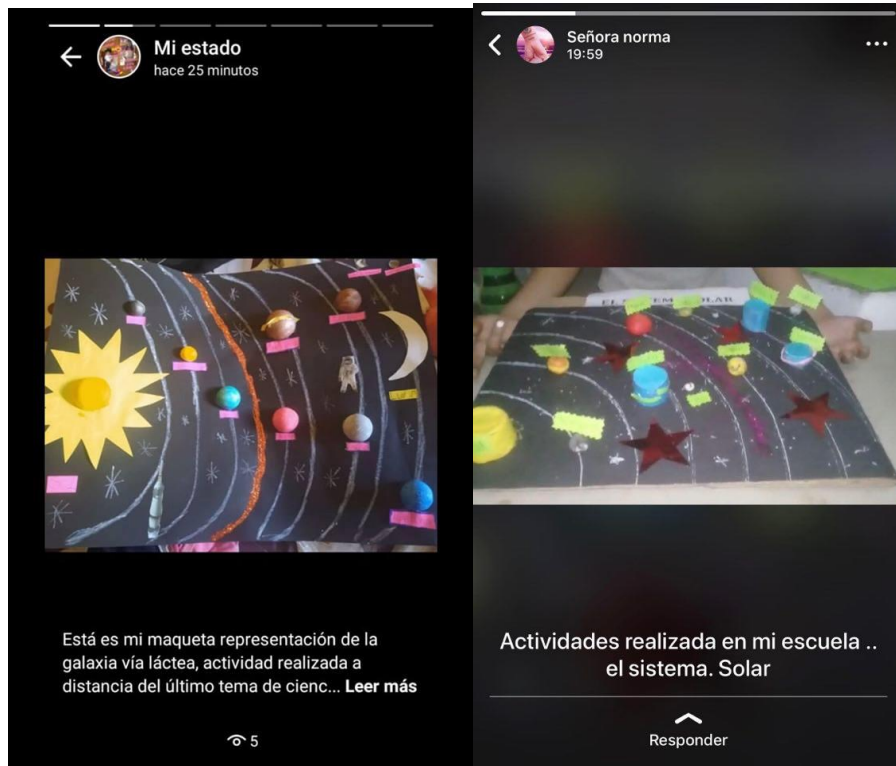 Mi estado
hace 25 minutos
Está es mi maqueta representación de la
galaxia vía láctea, actividad realizada a
distancia del último tema de cienc... Leer más
5
Señora norma
19:59
Actividades realizada en mi escuela ..
el sistema. Solar
Responder